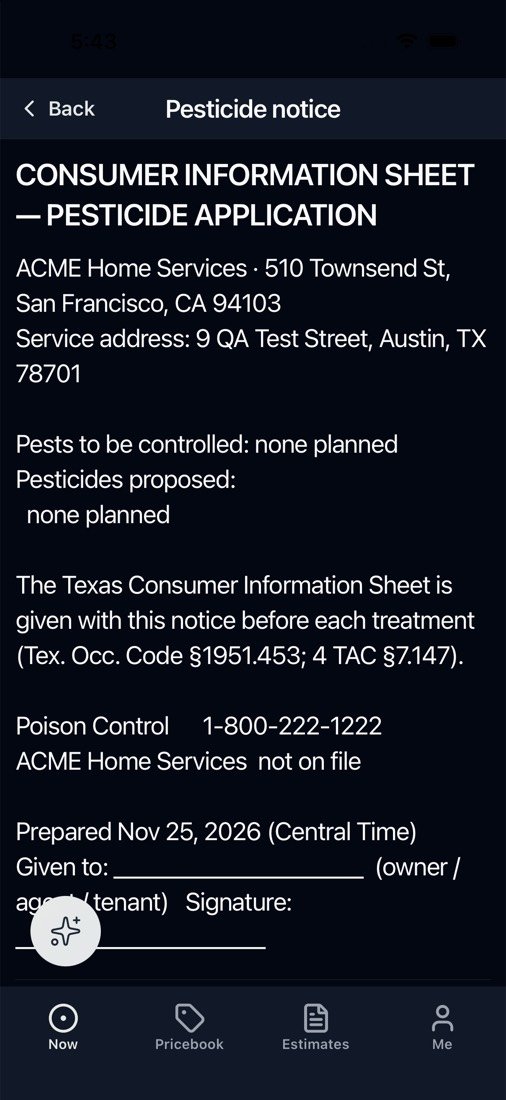 5:43
Back
Pesticide notice
CONSUMER INFORMATION SHEET
— PESTICIDE APPLICATION
ACME Home Services · 510 Townsend St,
San Francisco, CA 94103
Service address: 9 QA Test Street, Austin, TX
78701
Pests to be controlled: none planned
Pesticides proposed:
none planned
The Texas Consumer Information Sheet is
given with this notice before each treatment
(Tex. Occ. Code §1951.453; 4 TAC §7.147).
Poison Control 1-800-222-1222
ACME Home Services not on file
Prepared Nov 25, 2026 (Central Time)
Given to: ____________________ (owner /
/ tenant) Signature:
____________________
Now
Pricebook
Estimates
Me